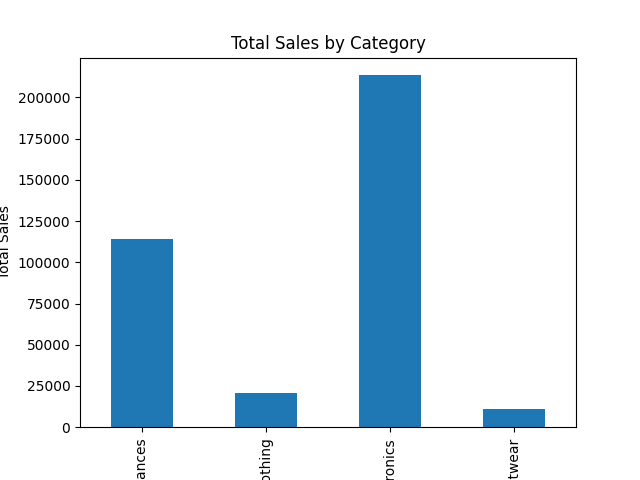 Total Sales by Category
200000
175000
150000
125000
100000
75000
50000
25000
0
Total Sales
ances
othing
ronics
twear